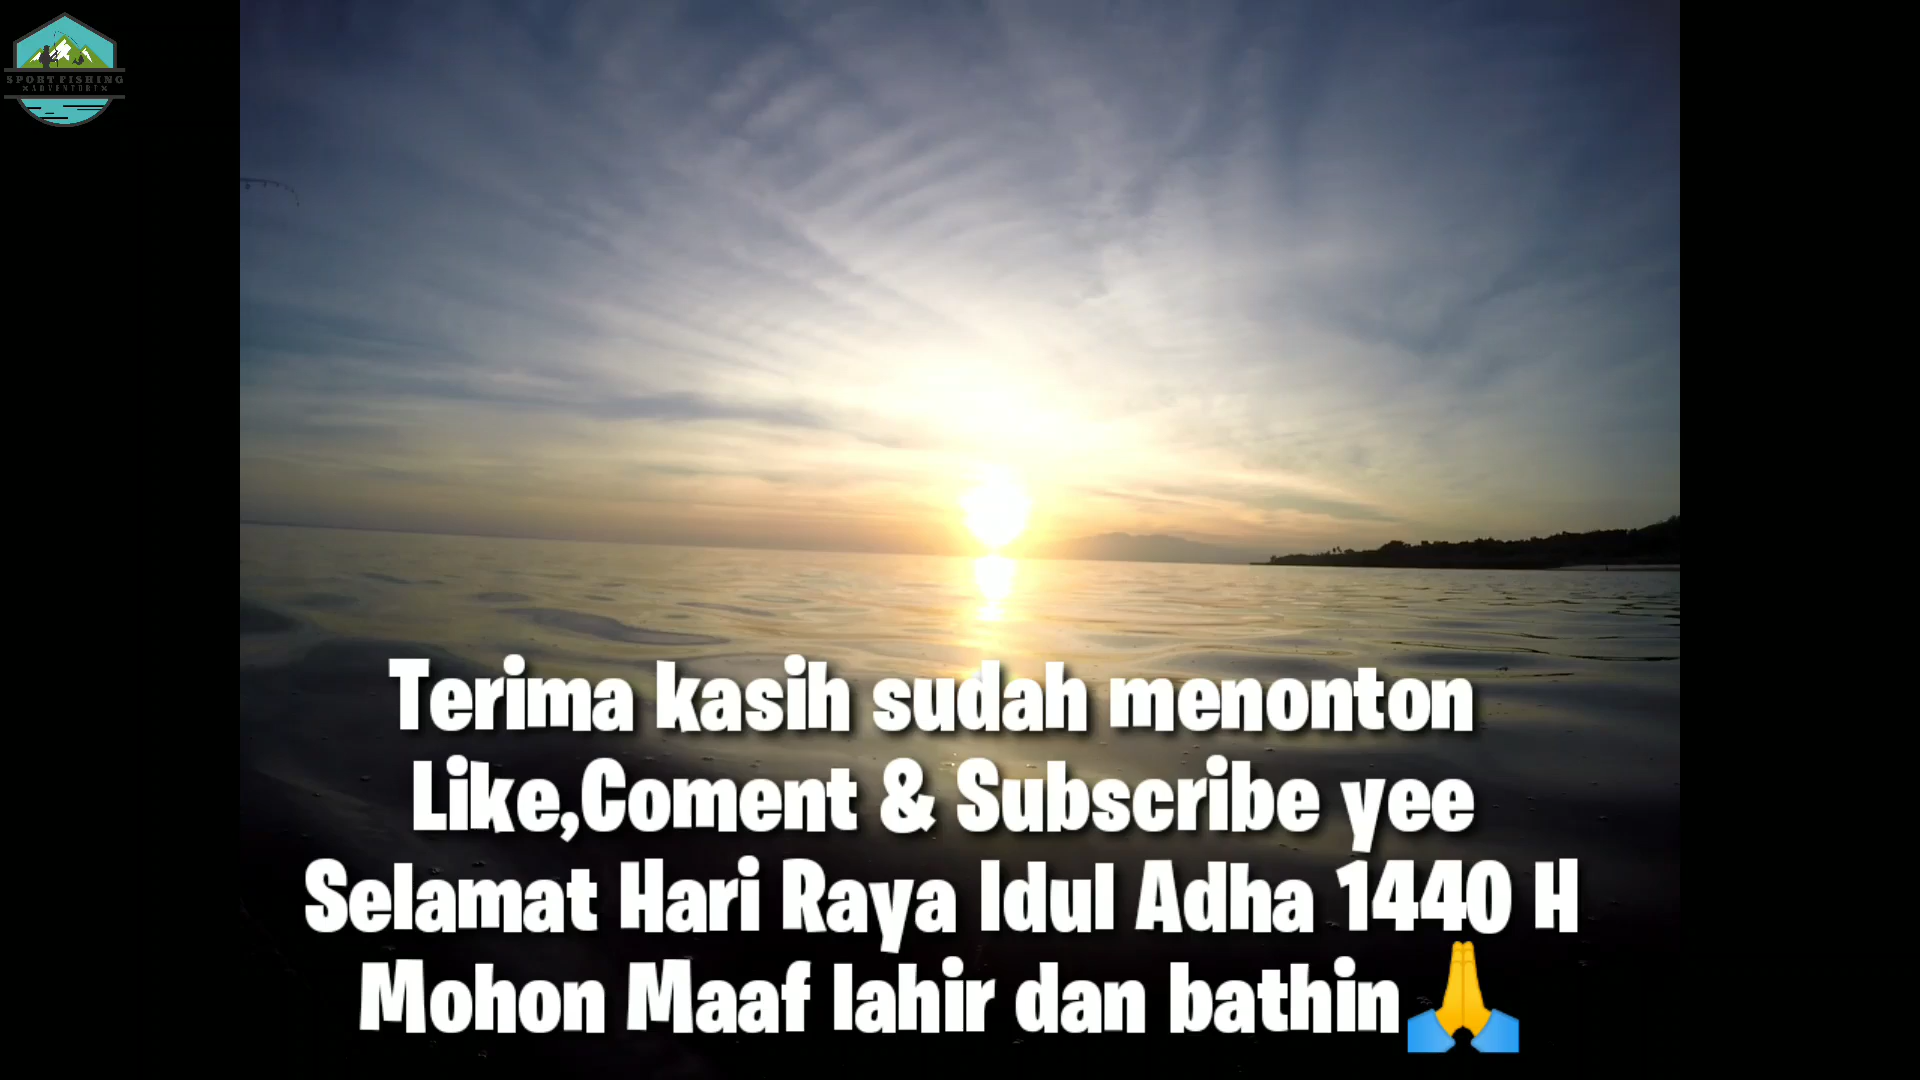 SPORT FISHING
ADVENTURE
Terima kasih sudah menonton
Like,Coment & Subscribe yee
Selamat Hari Raya Idul Adha 1440 H
Mohon Maaf lahir dan bathin🙏